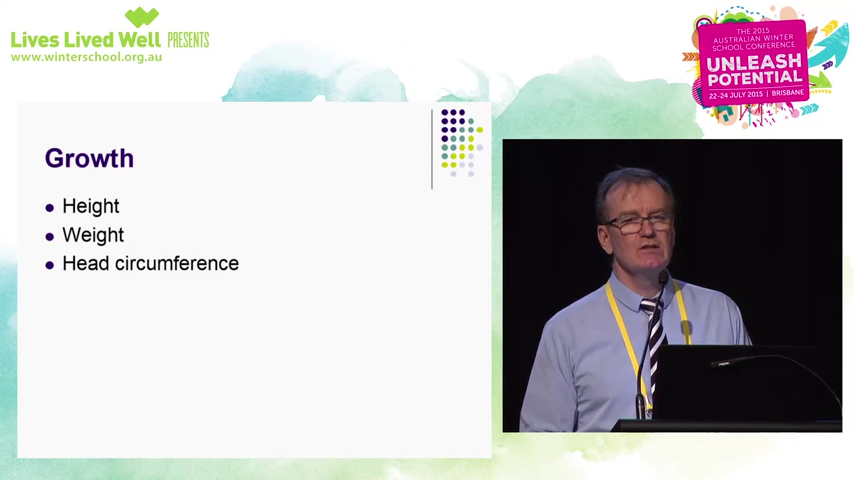 Lives Lived Well PRESENTS
www.winterschool.org.au
THE 2015
AUSTRALIAN WINTER
SCHOOL CONFERENCE
UNLEASH
POTENTIAL
22-24 JULY 2015 | BRISBANE
Growth
Height
Weight
Head circumference